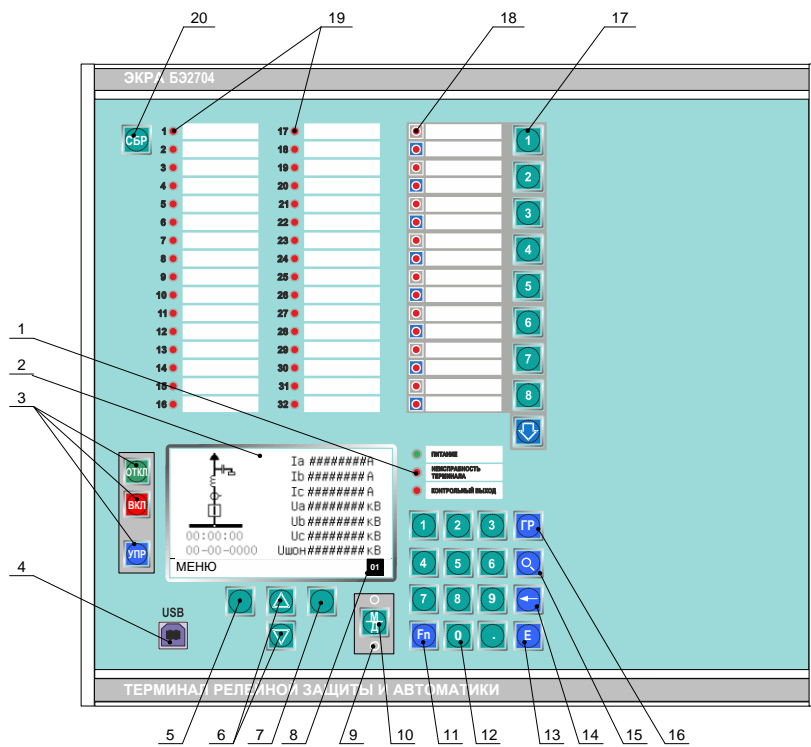 20
19
18
17
ЭКРА БЭ2704
СБР
1
2
3
4
5
6
7
8
9
10
11
12
13
14
15
16
17
18
19
20
21
22
23
24
25
26
27
28
29
30
31
32
1
2
3
4
5
6
7
8
1
2
3
4
ПИТАНИЕ
НЕИСПРАВНОСТЬ
ТЕРМИНАЛА
КОНТРОЛЬНЫЙ ВЫХОД
ОТКЛ
ВКЛ
УПР
Ia ######## А
Ib ######## А
Ic ######## А
Ua ######## кВ
Ub ######## кВ
Uc ######## кВ
Uшон ######## кВ
00:00:00
00-00-0000
МЕНЮ 01
USB
М
Д
1 2 3 ГР
4 5 6
7 8 9
Fn 0 . E
ТЕРМИНАЛ РЕЛЕЙНОЙ ЗАЩИТЫ И АВТОМАТИКИ
5 6 7 8 9 10 11 12 13 14 15 16